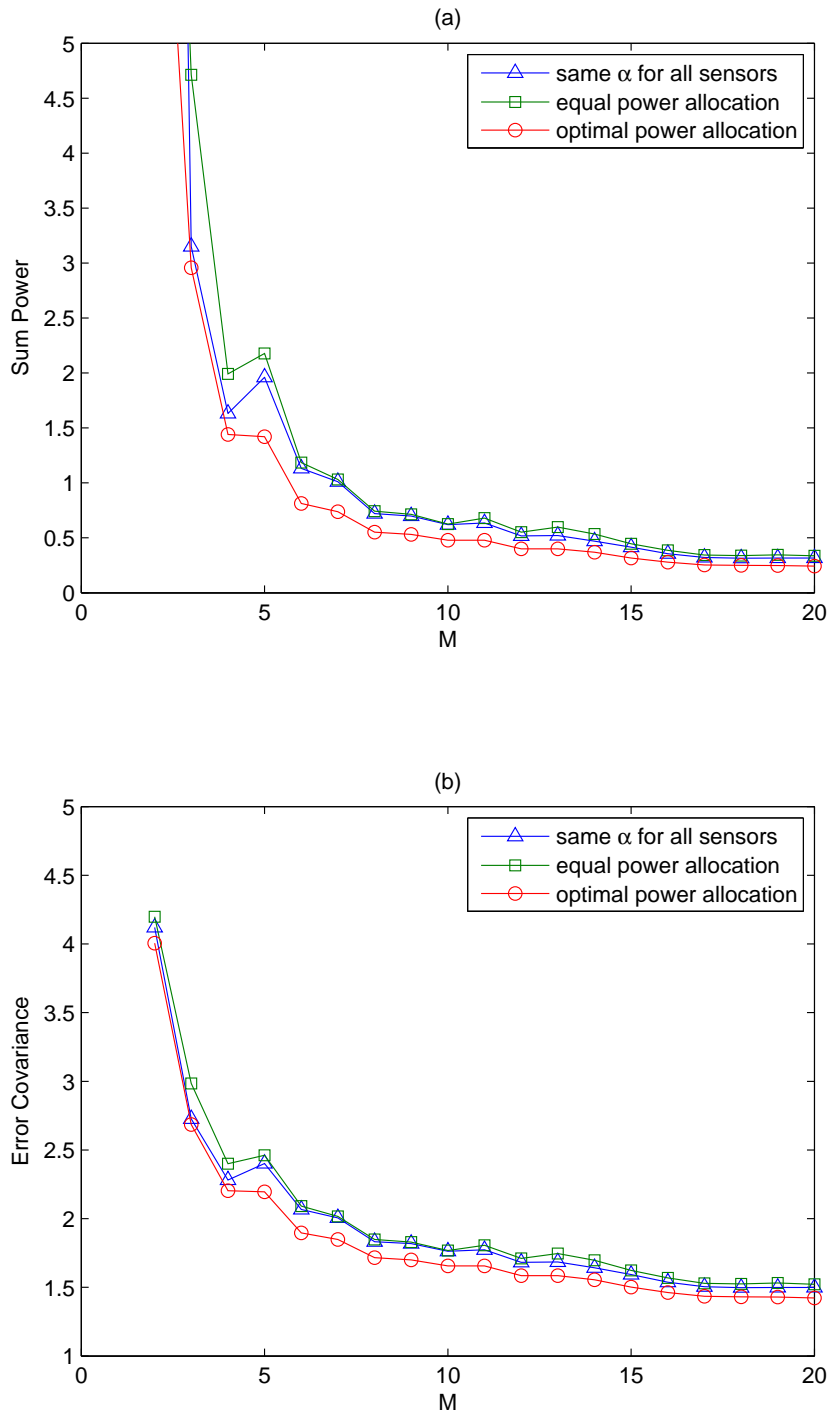 (a)
5
4.5
4
3.5
3
2.5
2
1.5
1
0.5
0
Sum Power
same α for all sensors
equal power allocation
optimal power allocation
0 5 10 15 20
M
(b)
5
4.5
4
3.5
3
2.5
2
1.5
1
Error Covariance
same α for all sensors
equal power allocation
optimal power allocation
0 5 10 15 20
M